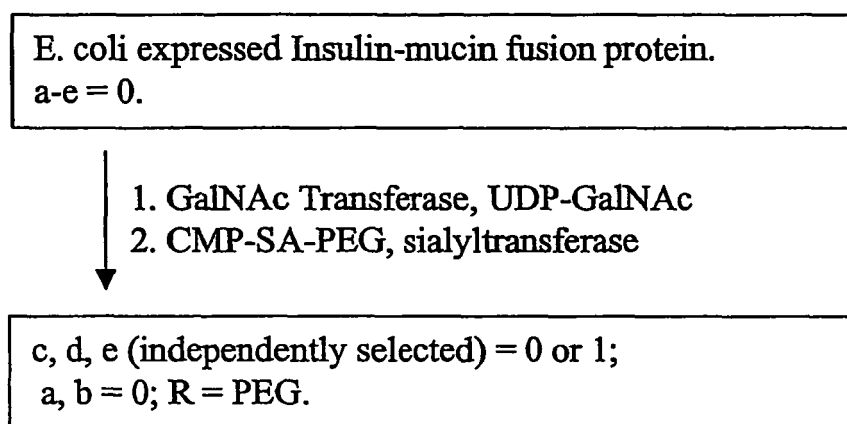 E. coli expressed Insulin-mucin fusion protein.
a-e = 0.
1. GalNAc Transferase, UDP-GalNAc
2. CMP-SA-PEG, sialyltransferase
c, d, e (independently selected) = 0 or 1;
a, b = 0; R = PEG.